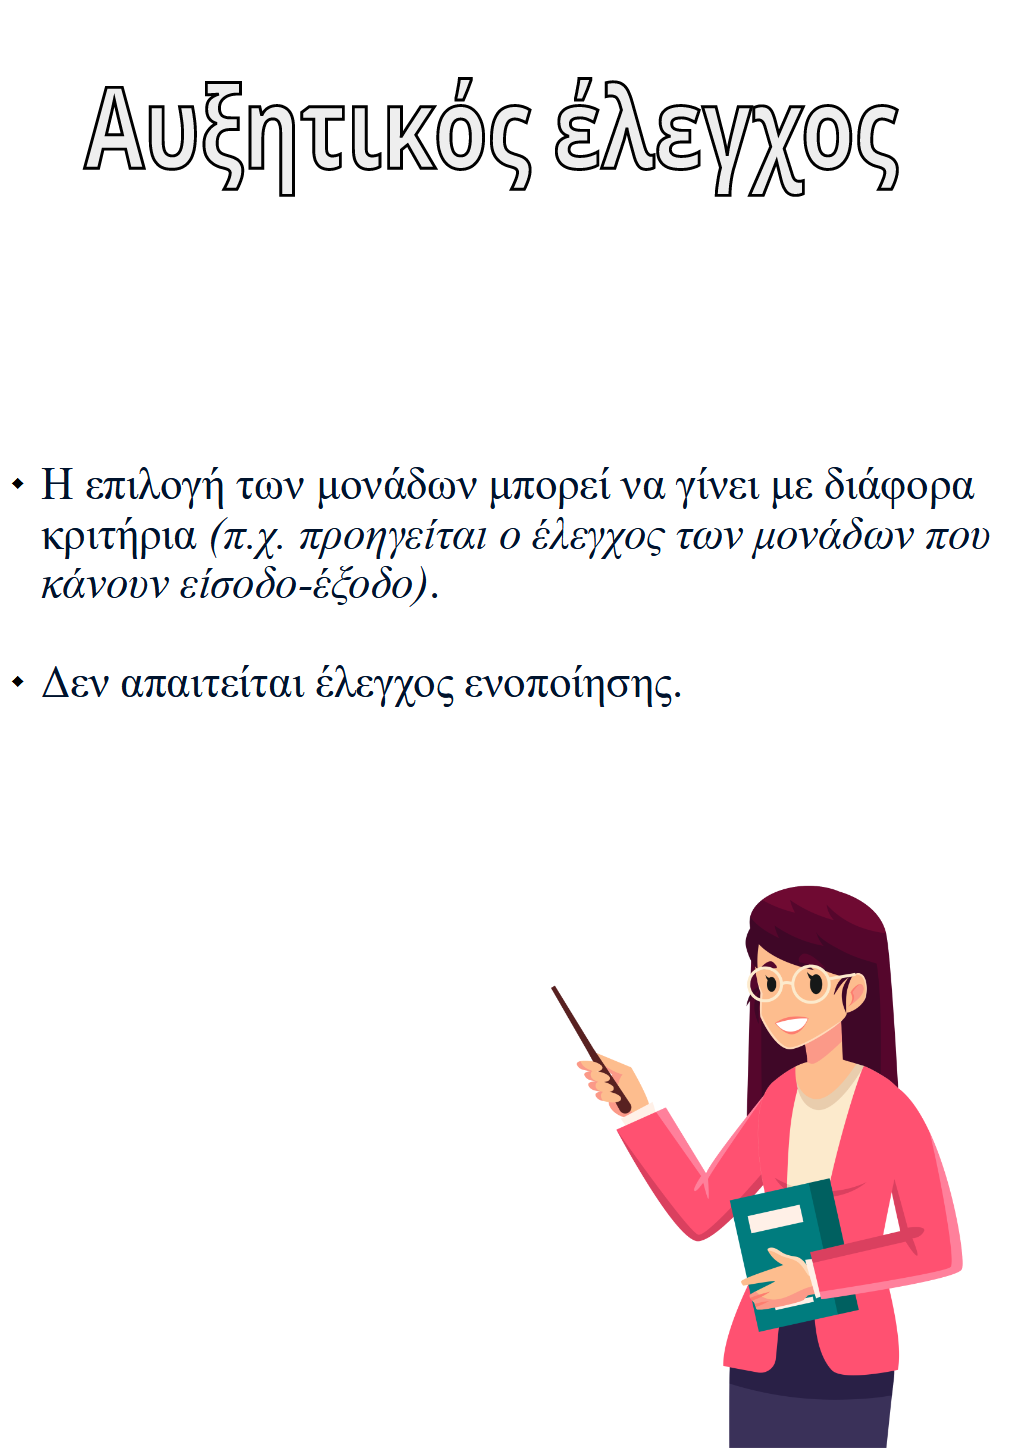 Αυξητικός έλεγχος
• Η επιλογή των μονάδων μπορεί να γίνει με διάφορα
κριτήρια (π.χ. προηγείται ο έλεγχος των μονάδων που
κάνουν είσοδο-έξοδο).
• Δεν απαιτείται έλεγχος ενοποίησης.